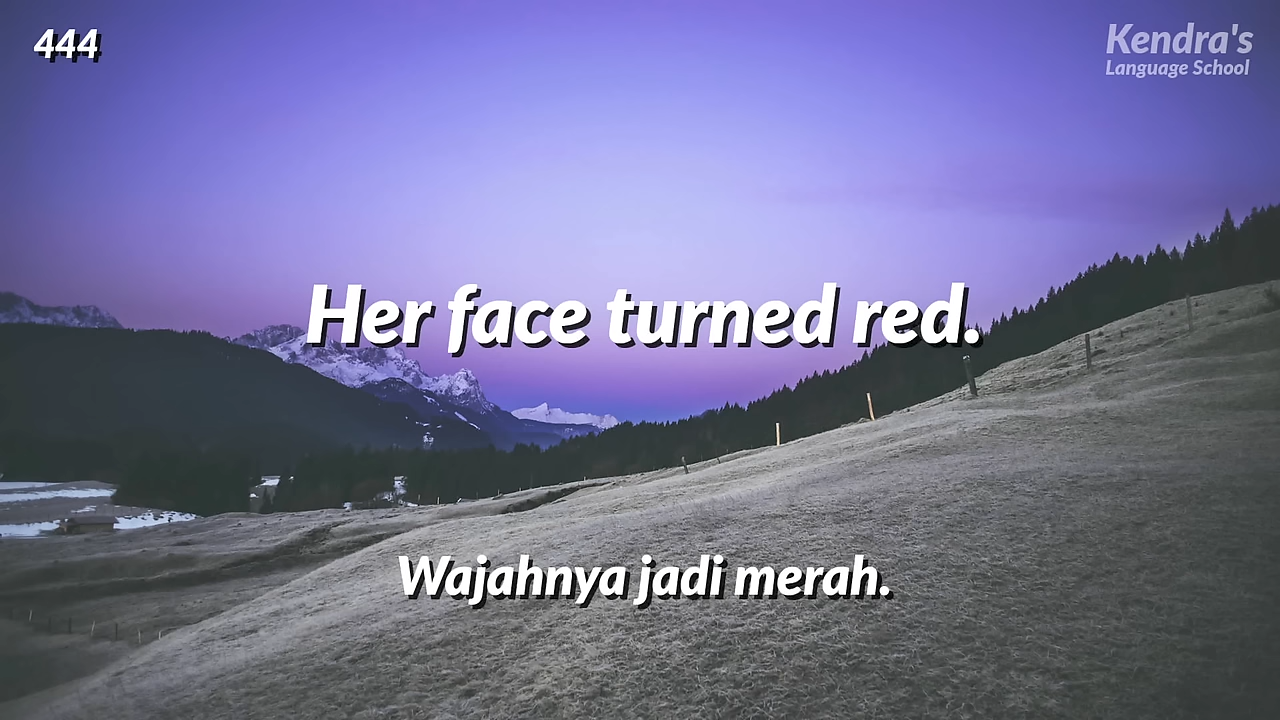 444
Kendra's
Language School
Her face turned red.
Wajahnya jadi merah.